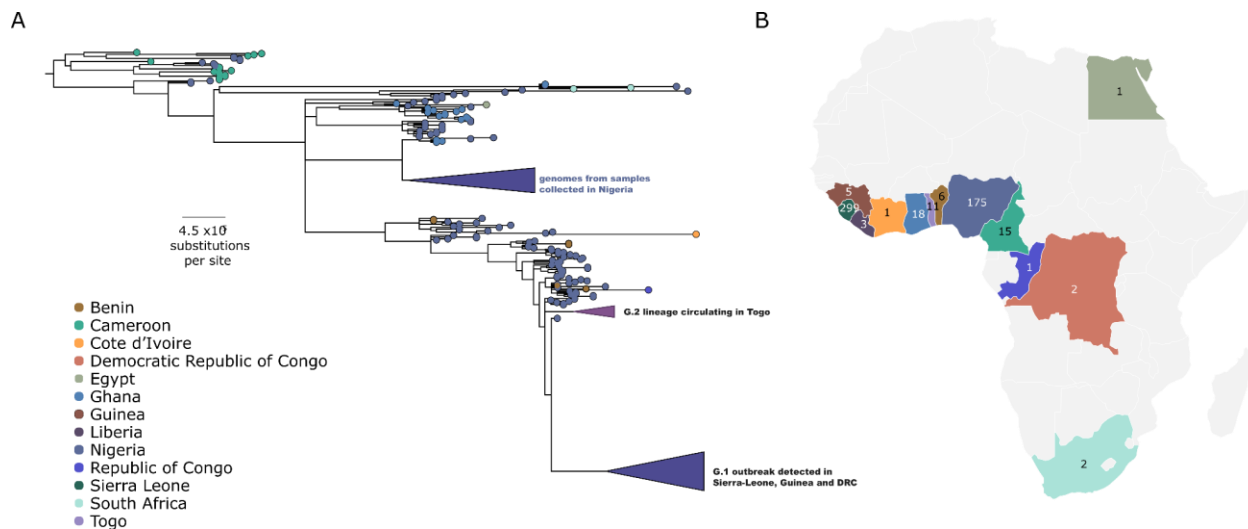 A
B
genomes from samples
collected in Nigeria
4.5 x10
substitutions
per site
G.2 lineage circulating in Togo
G.1 outbreak detected in
Sierra-Leone, Guinea and DRC
Benin
Cameroon
Cote d'Ivoire
Democratic Republic of Congo
Egypt
Ghana
Guinea
Liberia
Nigeria
Republic of Congo
Sierra Leone
South Africa
Togo
1
5
299
3
1
18
11
6
175
15
1
2
2